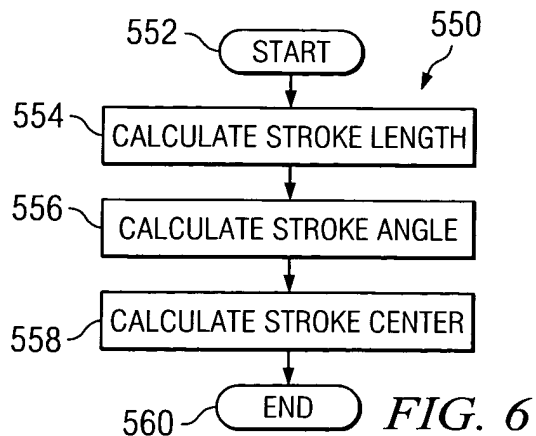 552
START
550
554
CALCULATE STROKE LENGTH
556
CALCULATE STROKE ANGLE
558
CALCULATE STROKE CENTER
560
END
FIG. 6